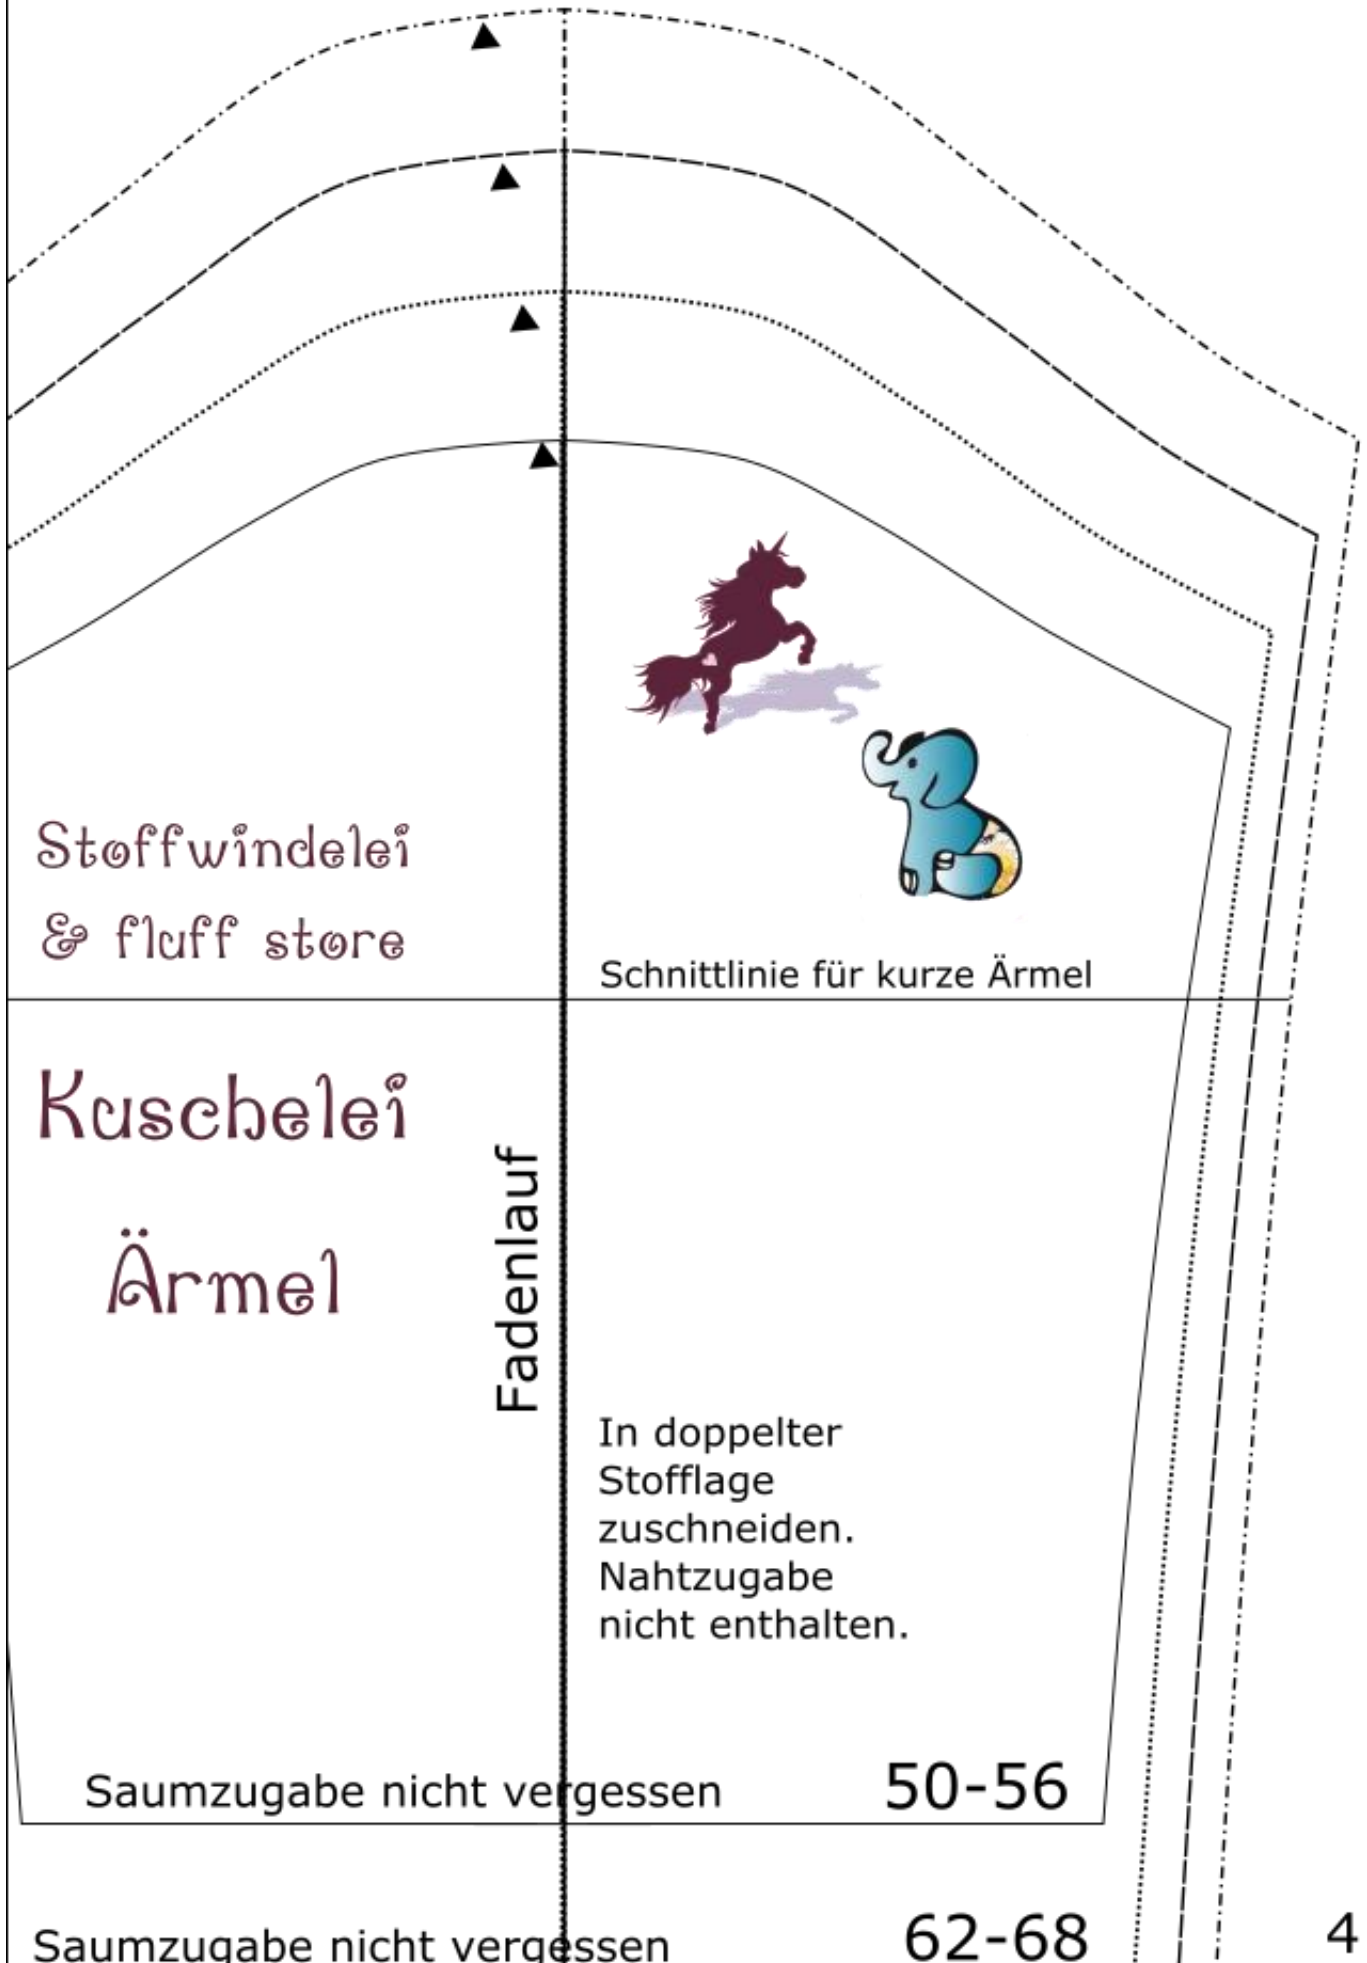 Stoffwindelei
& fluff store
Schnittlinie für kurze Ärmel
Kuschelei
Ärmel
Fadenlauf
In doppelter
Stofflage
zuschneiden.
Nahtzugabe
nicht enthalten.
Saumzugabe nicht vergessen 50-56
Saumzugabe nicht vergessen 62-68 4